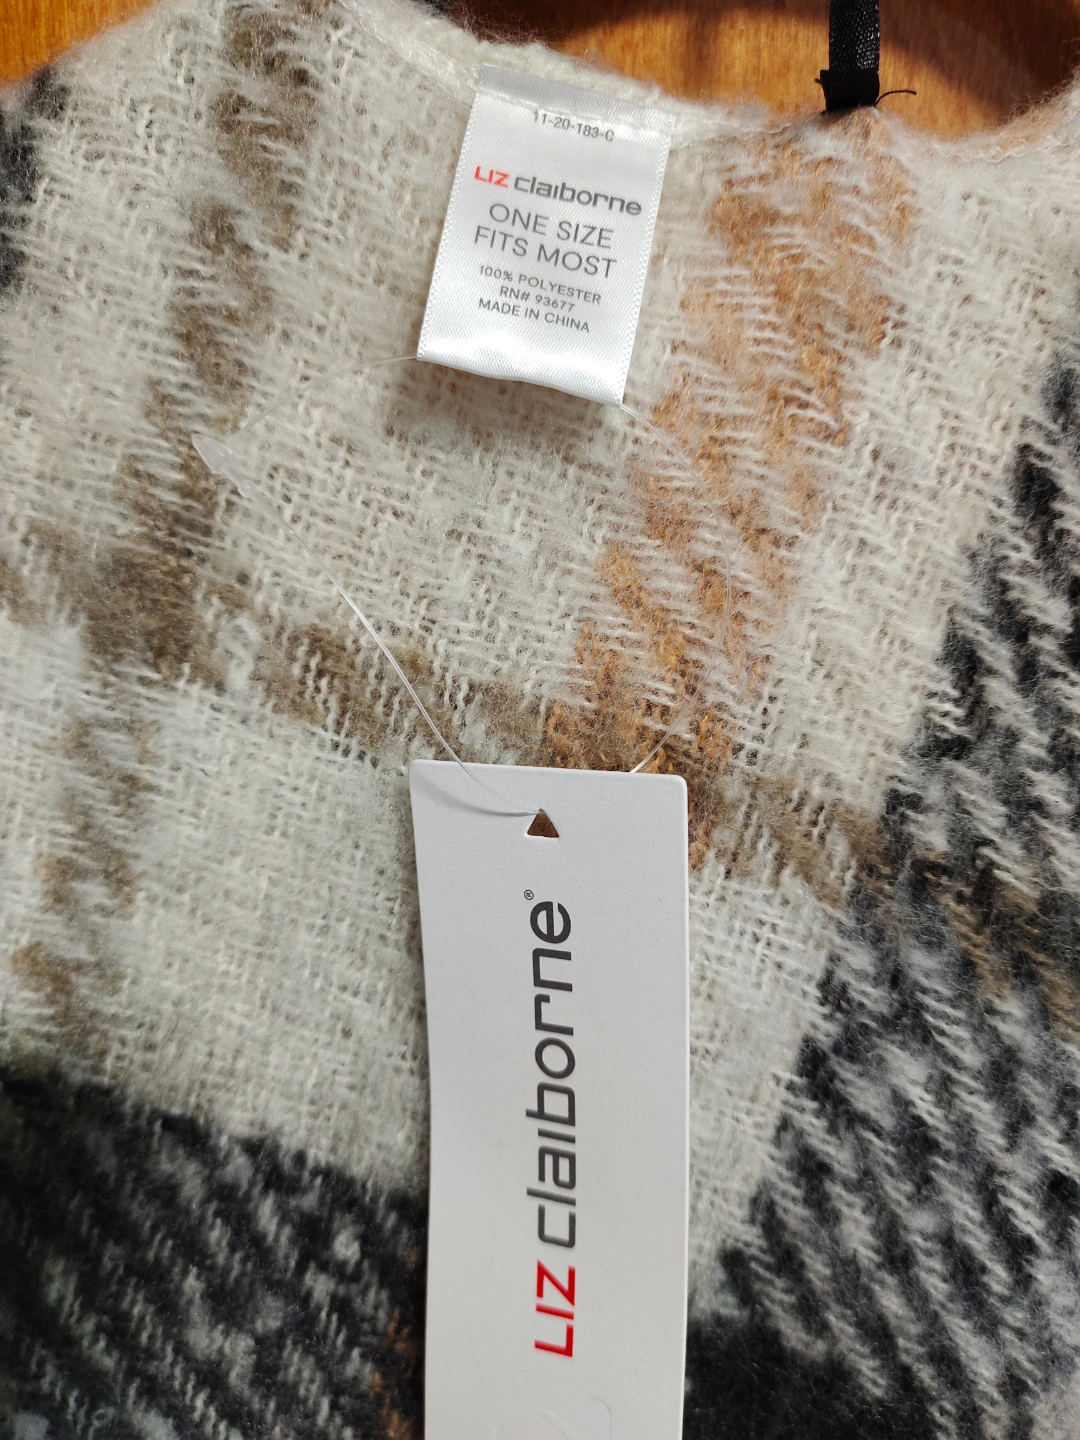 11-20-183-G
LIZ claiborne
ONE SIZE
FITS MOST
100% POLYESTER
RN# 93677
MADE IN CHINA
LIZ claiborne®